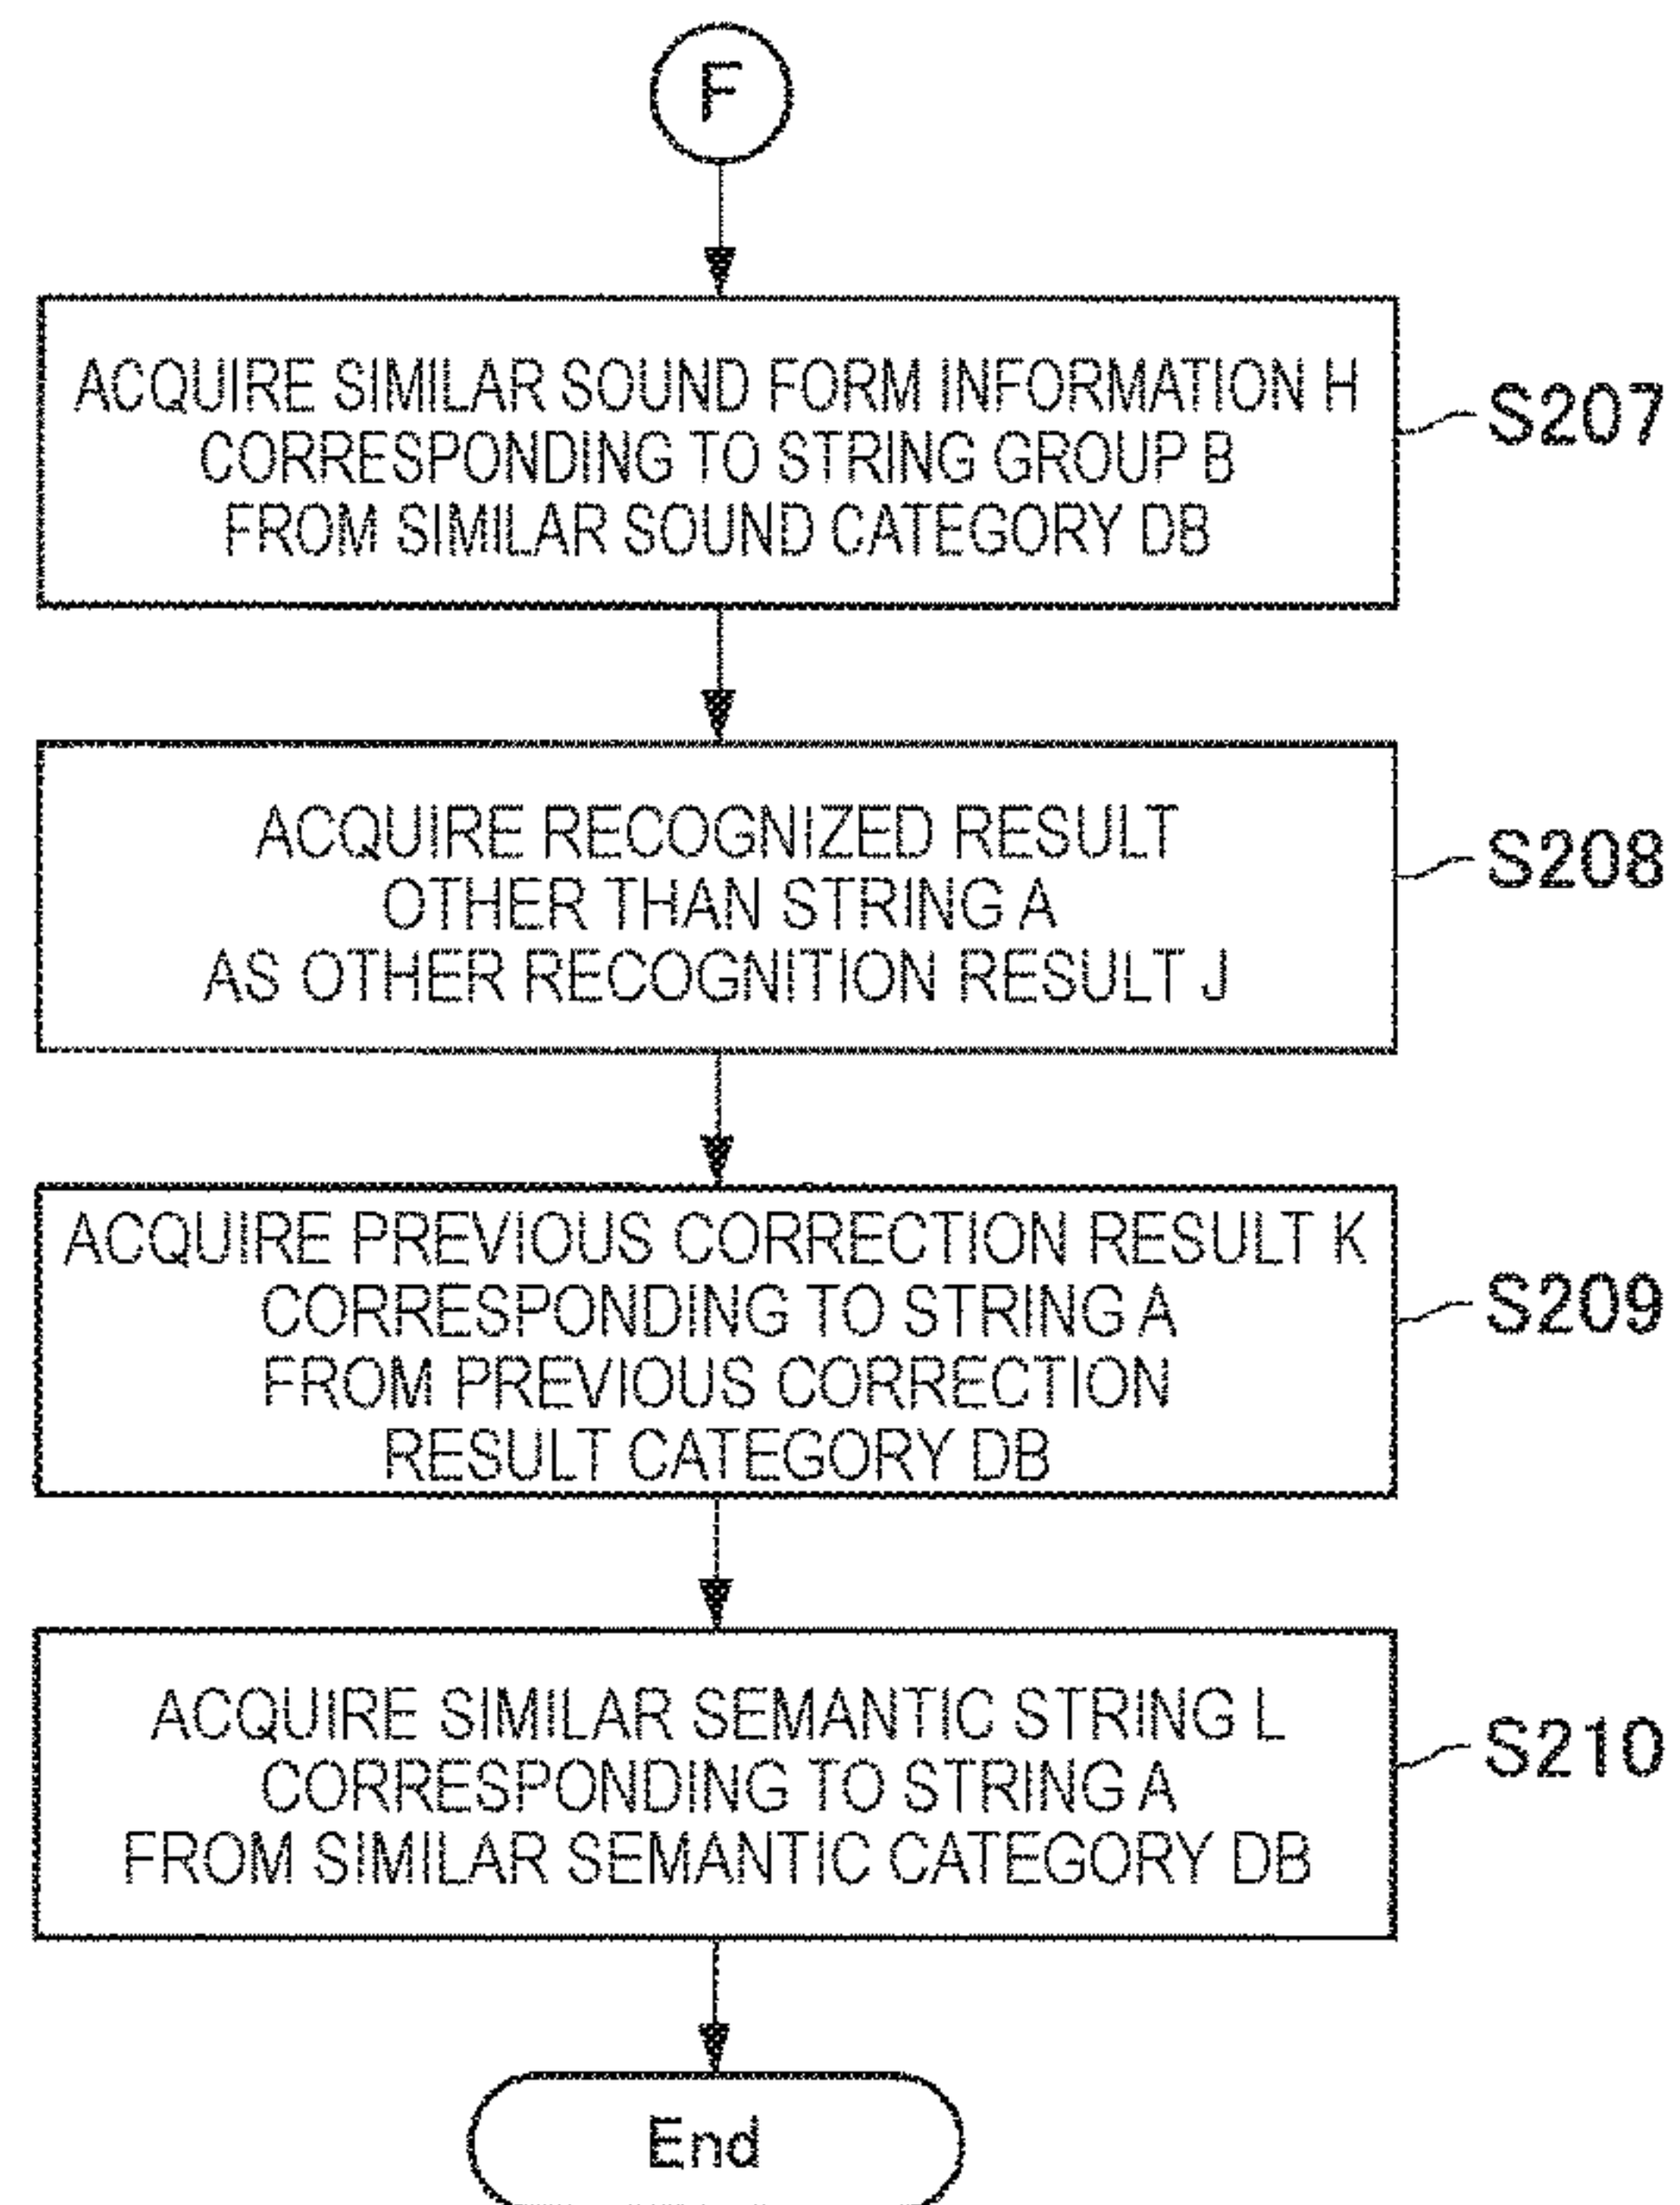 F
ACQUIRE SIMILAR SOUND FORM INFORMATION H
CORRESPONDING TO STRING GROUP B
FROM SIMILAR SOUND CATEGORY DB
S207
ACQUIRE RECOGNIZED RESULT
OTHER THAN STRING A
AS OTHER RECOGNITION RESULT J
S208
ACQUIRE PREVIOUS CORRECTION RESULT K
CORRESPONDING TO STRING A
FROM PREVIOUS CORRECTION
RESULT CATEGORY DB
S209
ACQUIRE SIMILAR SEMANTIC STRING L
CORRESPONDING TO STRING A
FROM SIMILAR SEMANTIC CATEGORY DB
S210
End